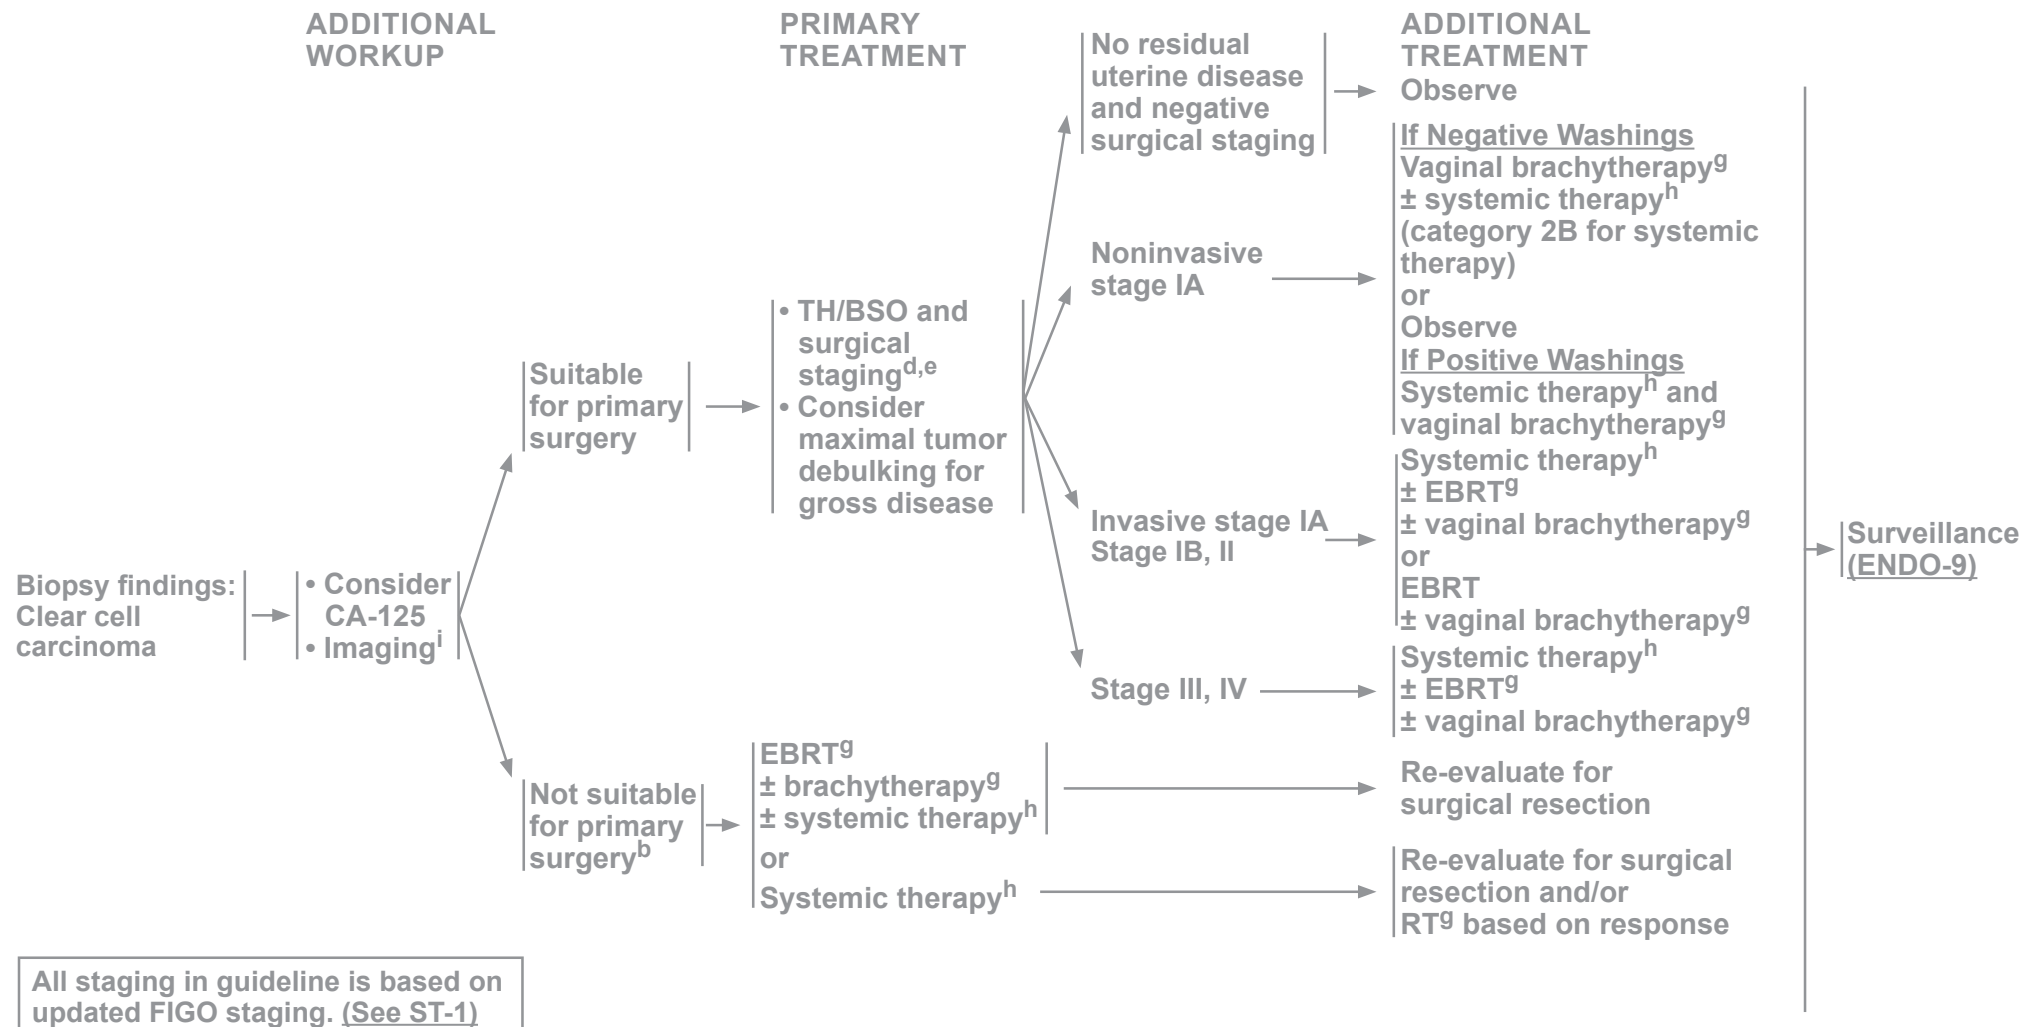 ADDITIONAL
WORKUP
PRIMARY
TREATMENT
ADDITIONAL
TREATMENT
Biopsy findings:
Clear cell
carcinoma
• Consider
CA-125
• Imagingⁱ
Suitable
for primary
surgery
• TH/BSO and
surgical
stagingᵈ,ᵉ
• Consider
maximal tumor
debulking for
gross disease
No residual
uterine disease
and negative
surgical staging
Observe
Noninvasive
stage IA
If Negative Washings
Vaginal brachytherapyᵍ
± systemic therapyʰ
(category 2B for systemic
therapy)
or
Observe
If Positive Washings
Systemic therapyʰ and
vaginal brachytherapyᵍ
Invasive stage IA
Stage IB, II
Systemic therapyʰ
± EBRTᵍ
± vaginal brachytherapyᵍ
or
EBRT
± vaginal brachytherapyᵍ
Stage III, IV
Systemic therapyʰ
± EBRTᵍ
± vaginal brachytherapyᵍ
Not suitable
for primary
surgeryᵇ
EBRTᵍ
± brachytherapyᵍ
± systemic therapyʰ
or
Systemic therapyʰ
Re-evaluate for
surgical resection
Re-evaluate for surgical
resection and/or
RTᵍ based on response
Surveillance
(ENDO-9)
All staging in guideline is based on
updated FIGO staging. (See ST-1)